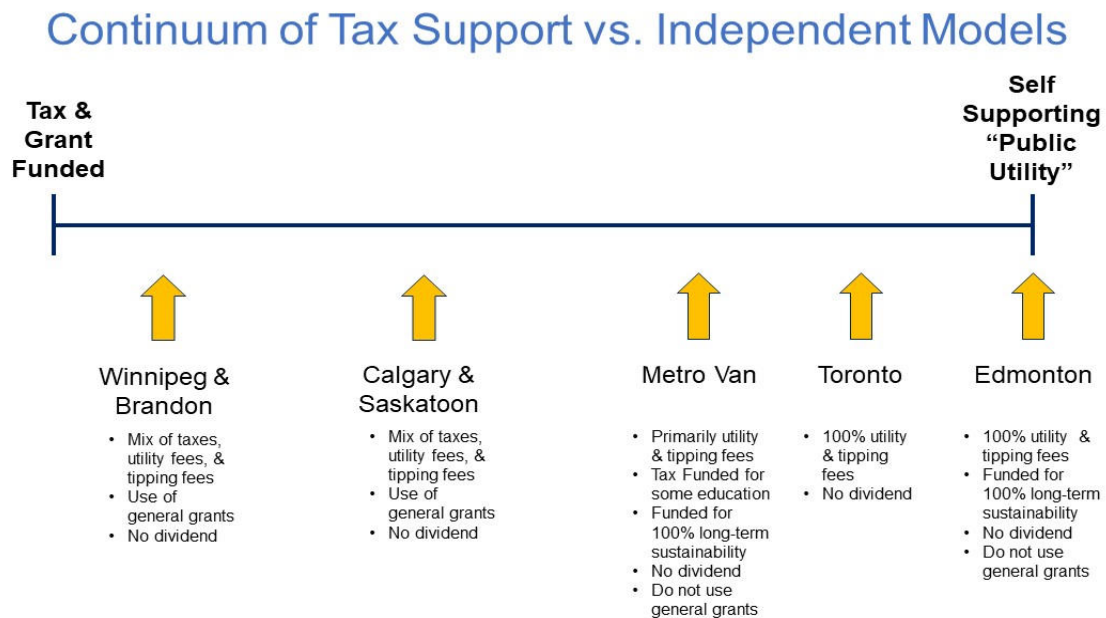 Continuum of Tax Support vs. Independent Models
Tax &
Grant
Funded
Self
Supporting
“Public
Utility”
Winnipeg &
Brandon
• Mix of taxes,
utility fees, &
tipping fees
• Use of
general grants
• No dividend
Calgary &
Saskatoon
• Mix of taxes,
utility fees, &
tipping fees
• Use of
general grants
• No dividend
Metro Van
• Primarily utility
& tipping fees
• Tax Funded for
some education
• Funded for
100% long-term
sustainability
• No dividend
• Do not use
general grants
Toronto
• 100% utility
& tipping
fees
• No dividend
Edmonton
• 100% utility &
tipping fees
• Funded for
100% long-term
sustainability
• No dividend
• Do not use
general grants